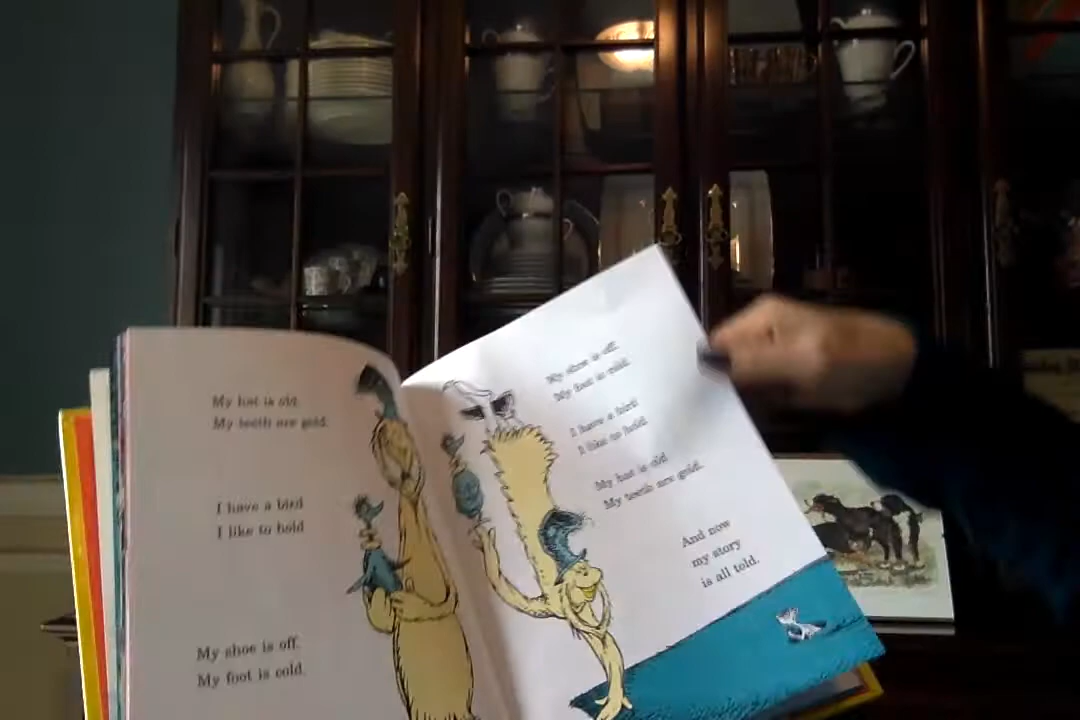 My hat is old.
My teeth are gold.
I have a bird
I like to hold
My shoe is off.
My foot is cold.
My shoe is off.
My foot is cold.
I have a bird
I like to hold.
My hat is old.
My teeth are gold.
And now
my story
is all told.